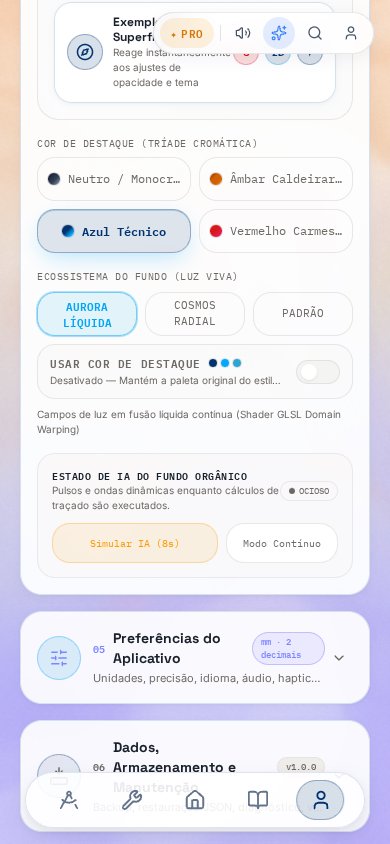 Exempl
Superfí
PRO
Reage instantaneamente
aos ajustes de
opacidade e tema
COR DE DESTAQUE (TRÍADE CROMÁTICA)
Neutro / Monocr…
Âmbar Caldeirar…
Azul Técnico
Vermelho Carmes…
ECOSSISTEMA DO FUNDO (LUZ VIVA)
AURORA
LÍQUIDA
COSMOS
RADIAL
PADRÃO
USAR COR DE DESTAQUE
Desativado — Mantém a paleta original do estil…
Campos de luz em fusão líquida contínua (Shader GLSL Domain
Warping)
ESTADO DE IA DO FUNDO ORGÂNICO
Pulsos e ondas dinâmicas enquanto cálculos de
traçado são executados.
OCIOSO
Simular IA (8s)
Modo Contínuo
05
Preferências do
Aplicativo
mm · 2
decimais
Unidades, precisão, idioma, áudio, haptic…
06
Dados,
Armazenamento e
Manutenção
v1.0.0